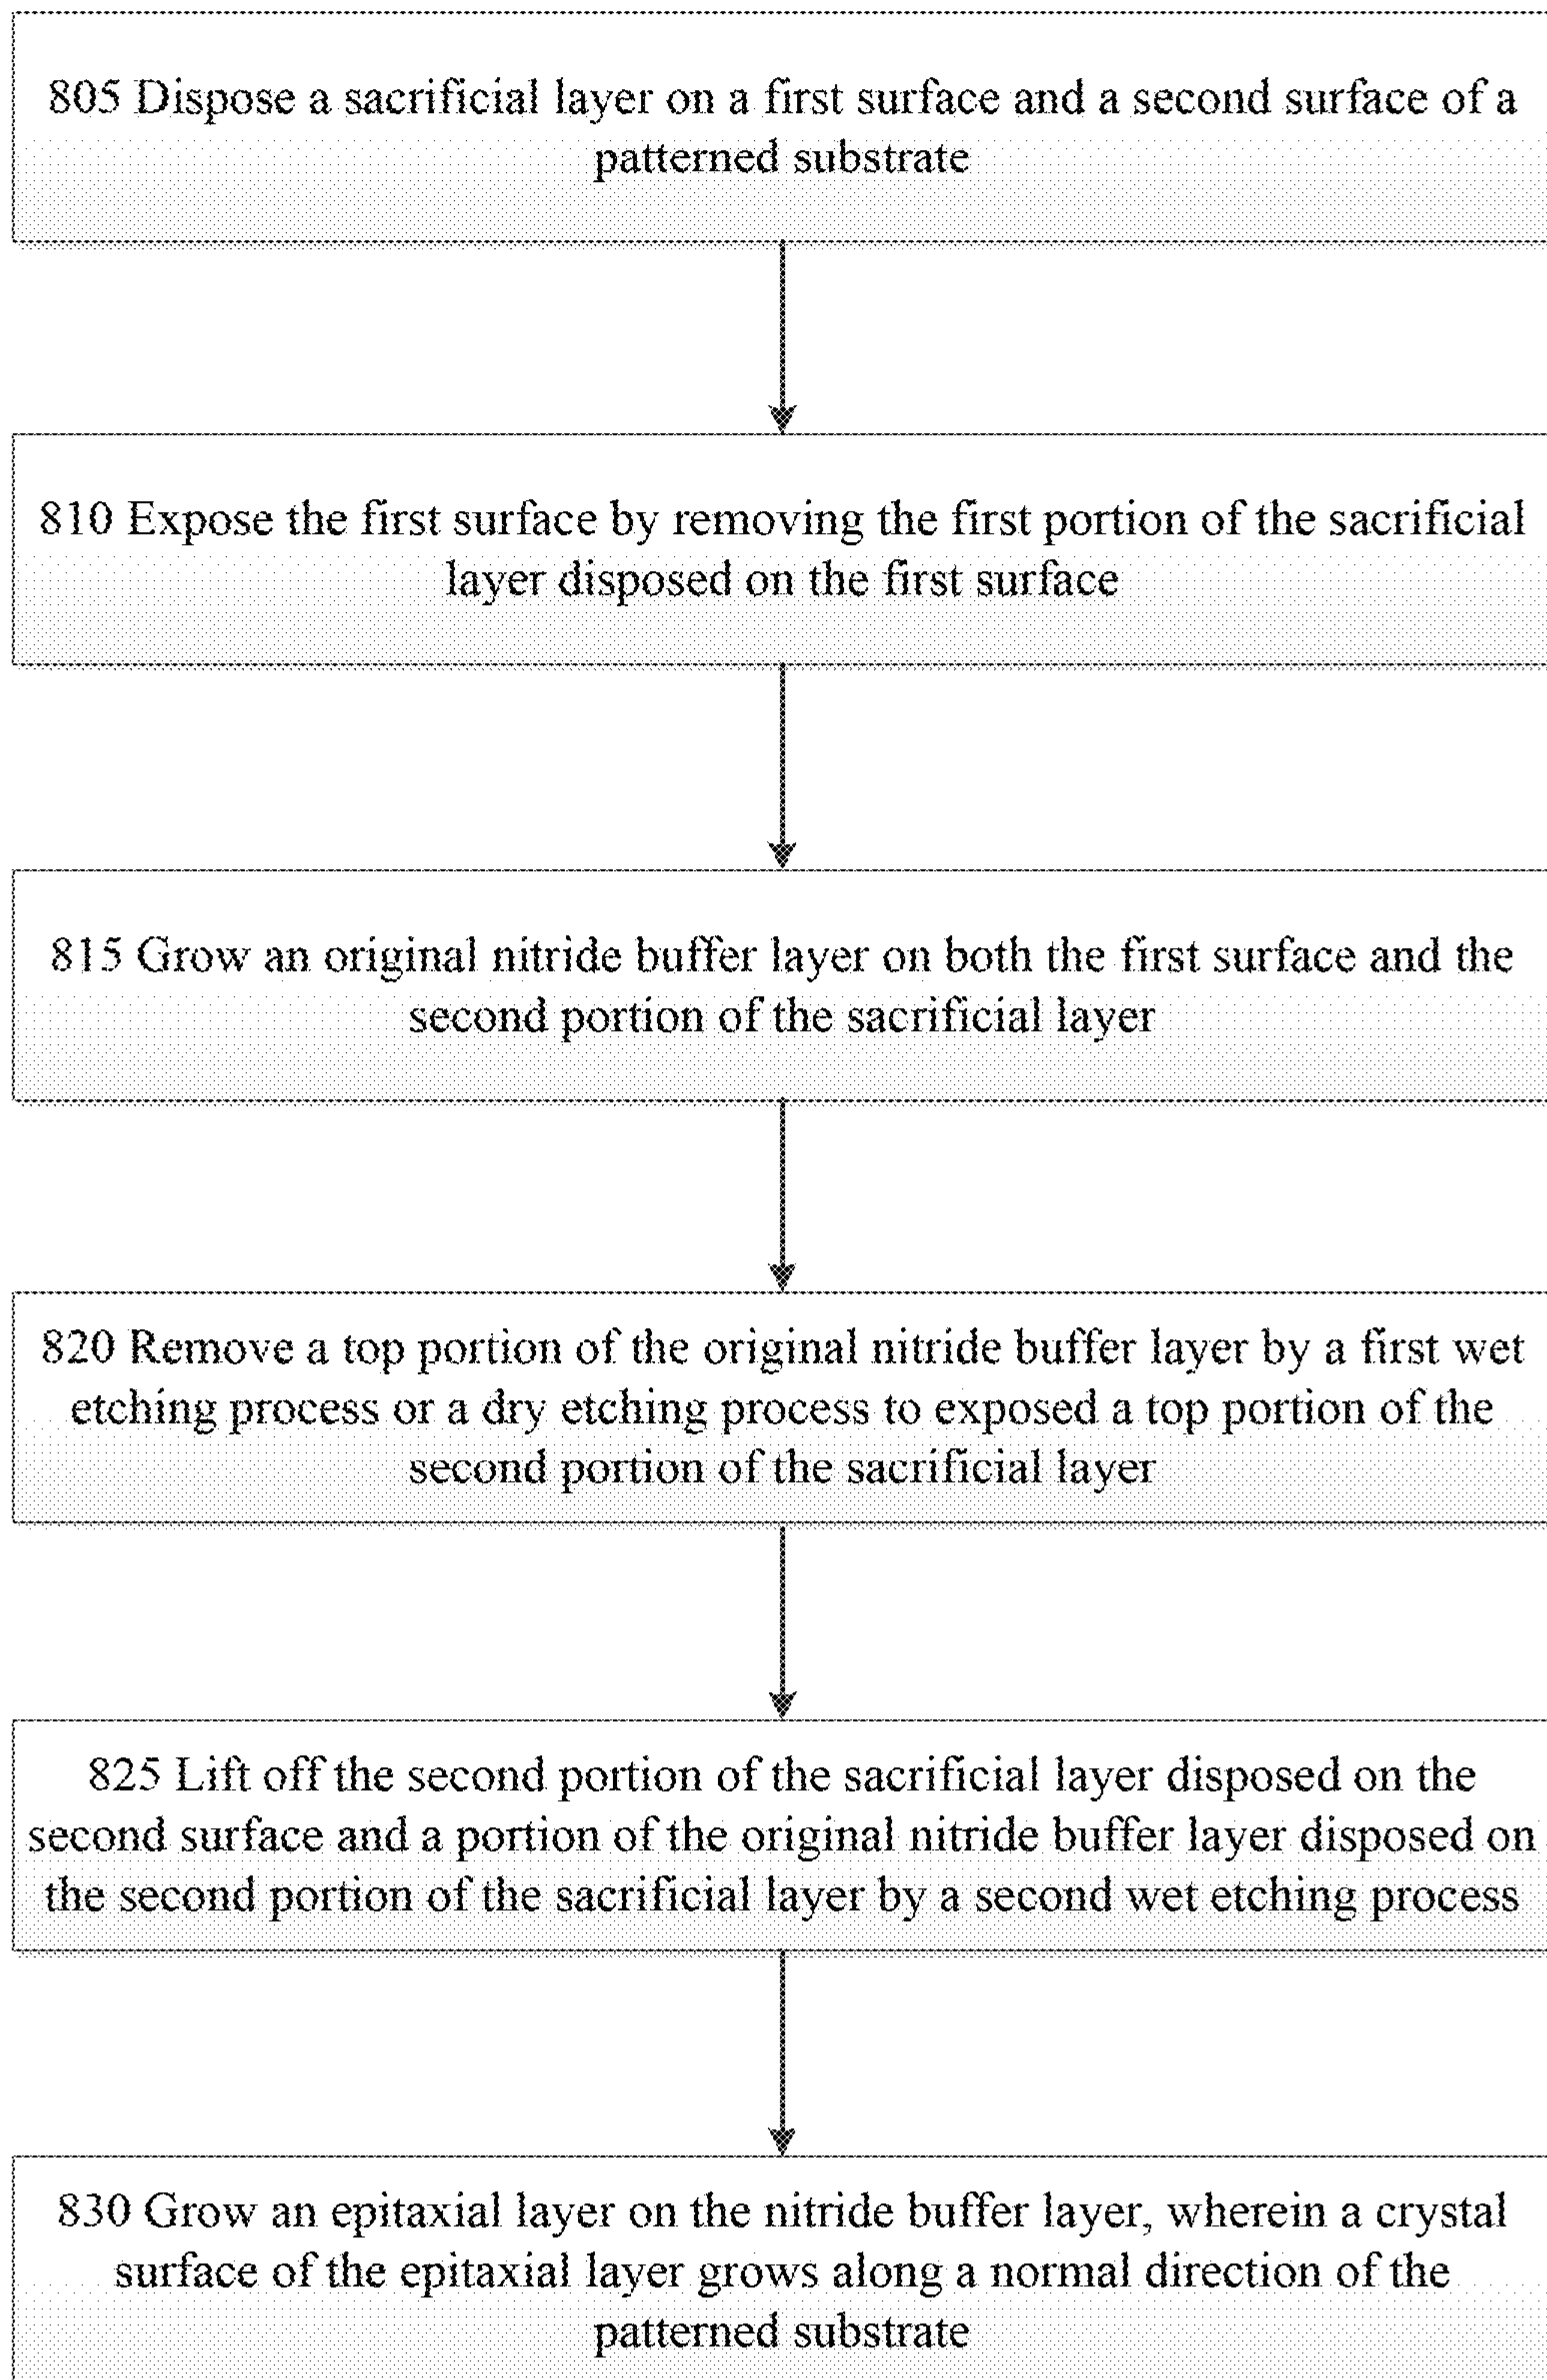 805 Dispose a sacrificial layer on a first surface and a second surface of a
patterned substrate
810 Expose the first surface by removing the first portion of the sacrificial
layer disposed on the first surface
815 Grow an original nitride buffer layer on both the first surface and the
second portion of the sacrificial layer
820 Remove a top portion of the original nitride buffer layer by a first wet
etching process or a dry etching process to exposed a top portion of the
second portion of the sacrificial layer
825 Lift off the second portion of the sacrificial layer disposed on the
second surface and a portion of the original nitride buffer layer disposed on
the second portion of the sacrificial layer by a second wet etching process
830 Grow an epitaxial layer on the nitride buffer layer, wherein a crystal
surface of the epitaxial layer grows along a normal direction of the
patterned substrate